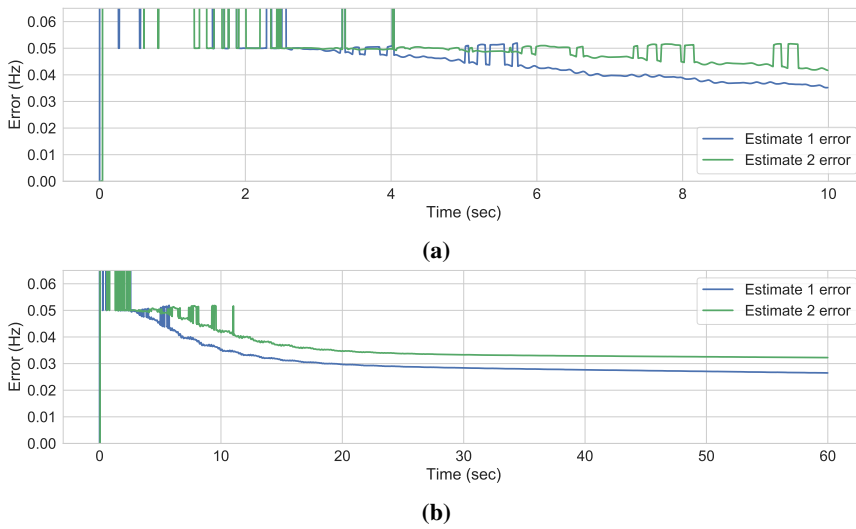 0.06
0.05
0.04
0.03
0.02
0.01
0.00
Error (Hz)
Estimate 1 error
Estimate 2 error
0 2 4 6 8 10
Time (sec)
(a)
0.06
0.05
0.04
0.03
0.02
0.01
0.00
Error (Hz)
Estimate 1 error
Estimate 2 error
0 10 20 30 40 50 60
Time (sec)
(b)